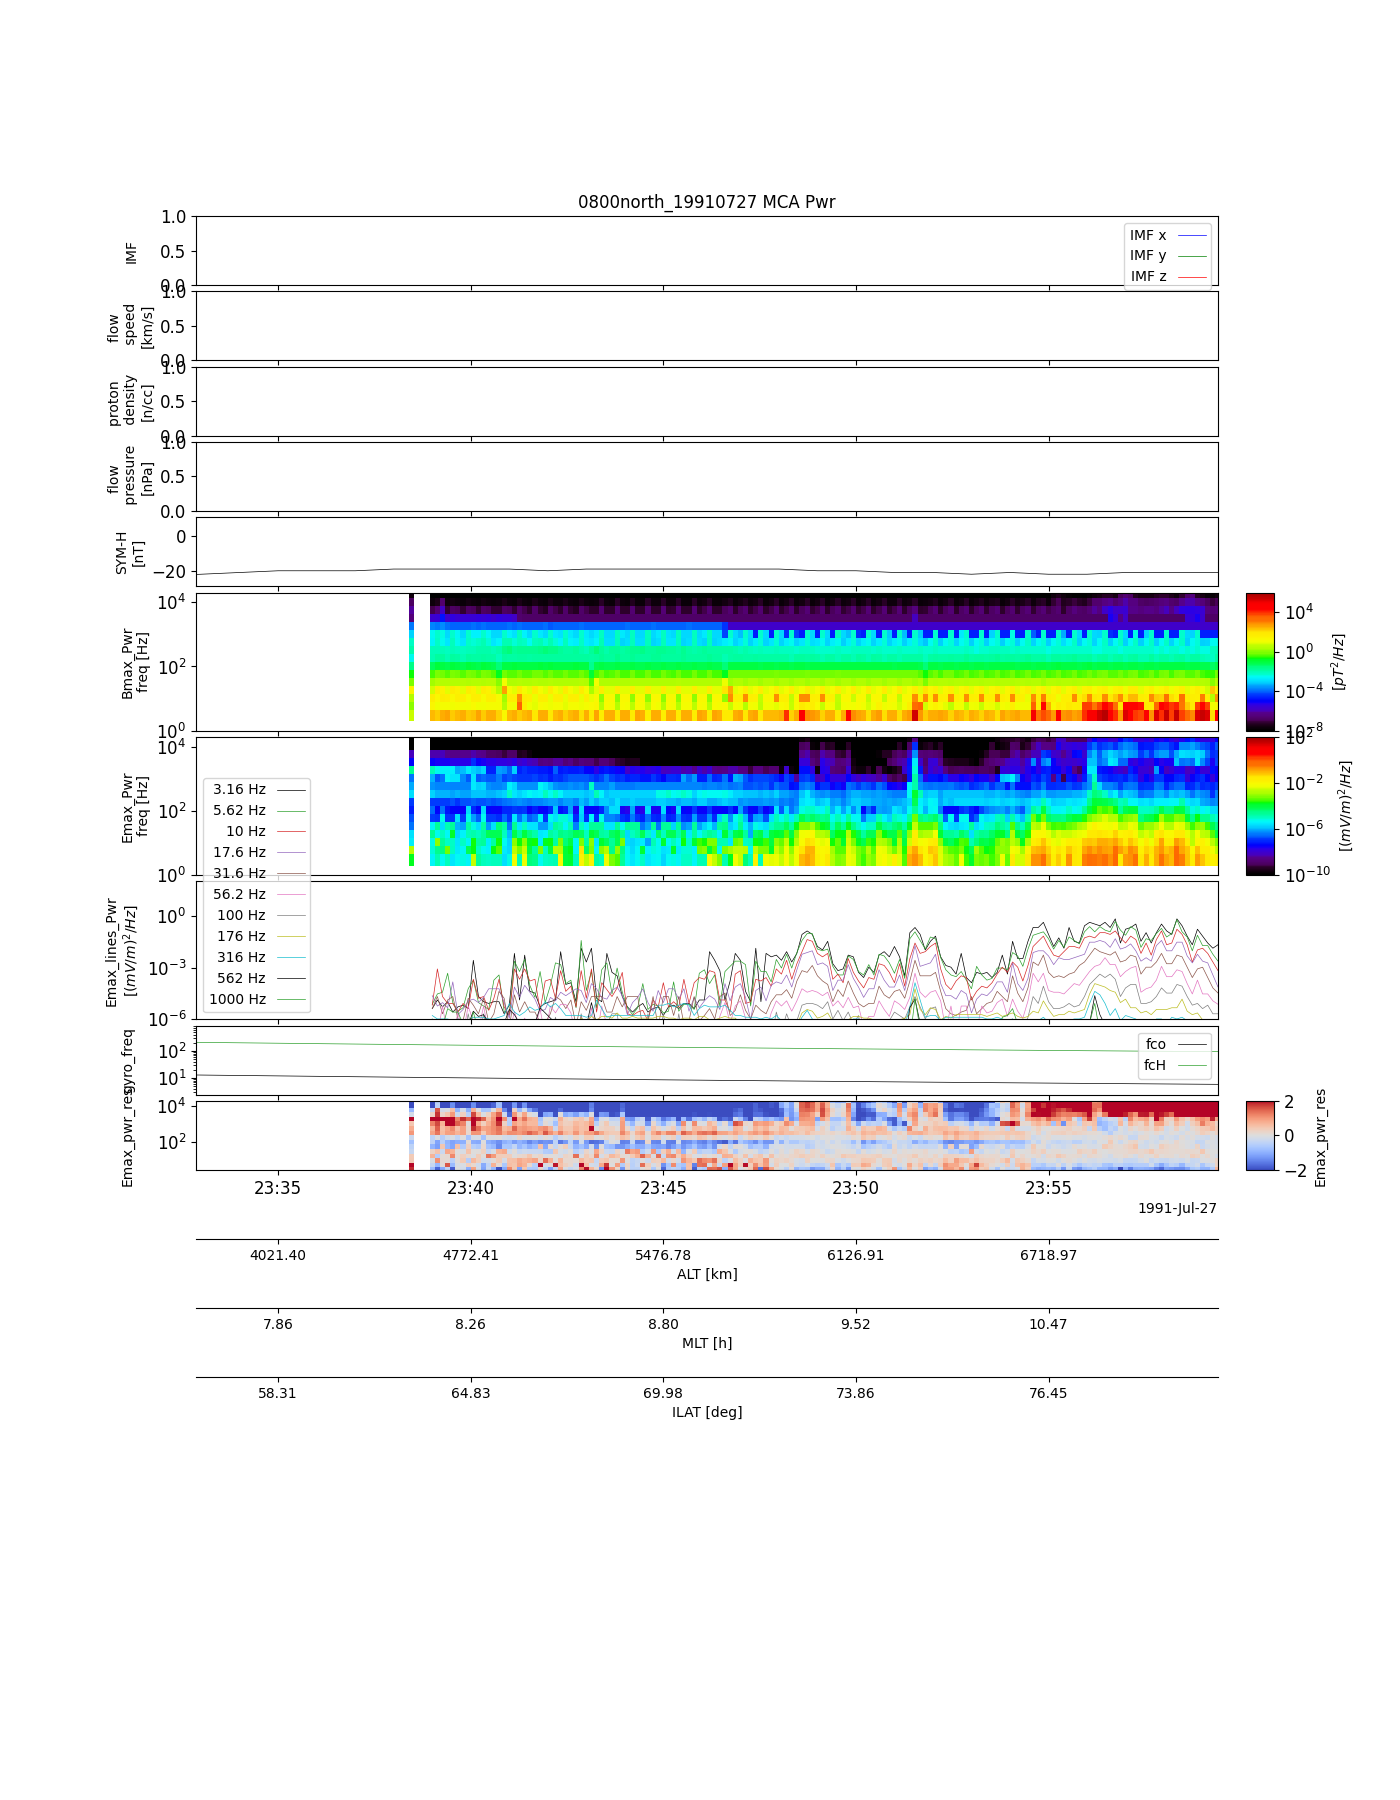 0800north_19910727 MCA Pwr
1.0
0.5
0.0
IMF
IMF x
IMF y
IMF z
1.0
0.5
0.0
flow
speed
[km/s]
1.0
0.5
0.0
proton
density
[n/cc]
1.0
0.5
0.0
flow
pressure
[nPa]
0
−20
SYM-H
[nT]
10^4
10^2
10^0
Bmax_Pwr
freq [Hz]
10^4
10^0
10^−4
10^−8
[pT^2/Hz]
10^4
10^2
10^0
Emax_Pwr
freq [Hz]
10^2
10^−2
10^−6
10^−10
[(mV/m)^2/Hz]
3.16 Hz
5.62 Hz
10 Hz
17.6 Hz
31.6 Hz
56.2 Hz
100 Hz
176 Hz
316 Hz
562 Hz
1000 Hz
10^0
10^−3
10^−6
Emax_lines_Pwr
[(mV/m)^2/Hz]
10^2
10^1
gyro_freq
fco
fcH
10^4
10^2
Emax_pwr_res
2
0
−2
Emax_pwr_res
23:35 23:40 23:45 23:50 23:55
1991-Jul-27
4021.40 4772.41 5476.78 6126.91 6718.97
ALT [km]
7.86 8.26 8.80 9.52 10.47
MLT [h]
58.31 64.83 69.98 73.86 76.45
ILAT [deg]